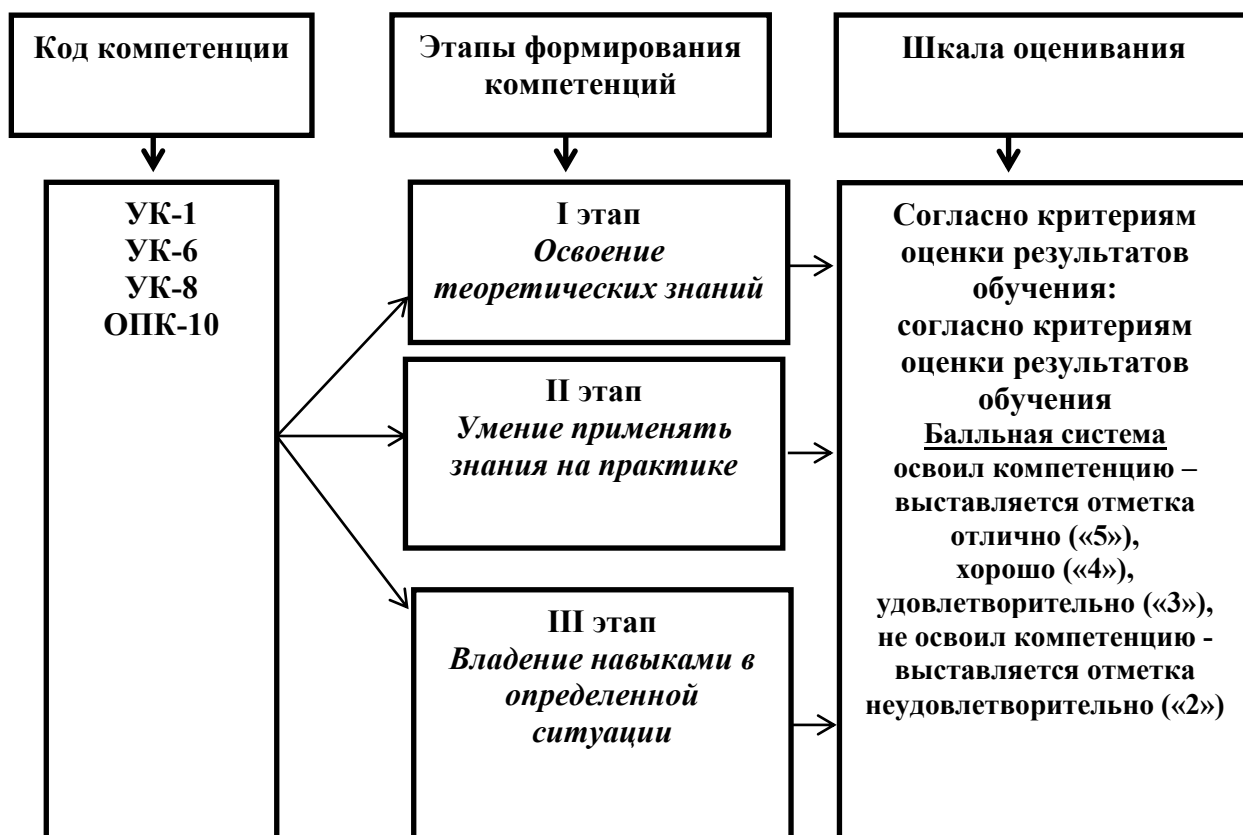 Код компетенции
Этапы формирования
компетенций
Шкала оценивания
УК-1
УК-6
УК-8
ОПК-10
I этап
Освоение
теоретических знаний
II этап
Умение применять
знания на практике
III этап
Владение навыками в
определенной
ситуации
Согласно критериям
оценки результатов
обучения:
согласно критериям
оценки результатов
обучения
Балльная система
освоил компетенцию –
выставляется отметка
отлично («5»),
хорошо («4»),
удовлетворительно («3»),
не освоил компетенцию -
выставляется отметка
неудовлетворительно («2»)